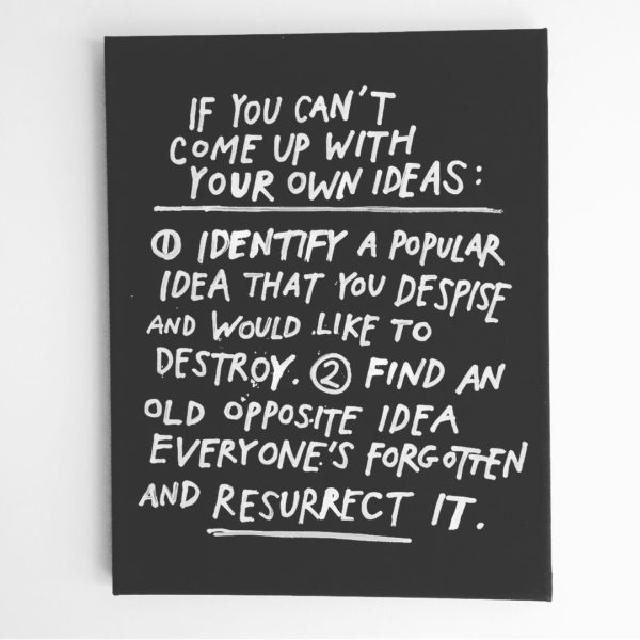 IF YOU CAN'T
COME UP WITH
YOUR OWN IDEAS:
① IDENTIFY A POPULAR
IDEA THAT YOU DESPISE
AND WOULD LIKE TO
DESTROY. ② FIND AN
OLD OPPOSITE IDEA
EVERYONE'S FORGOTTEN
AND RESURRECT IT.